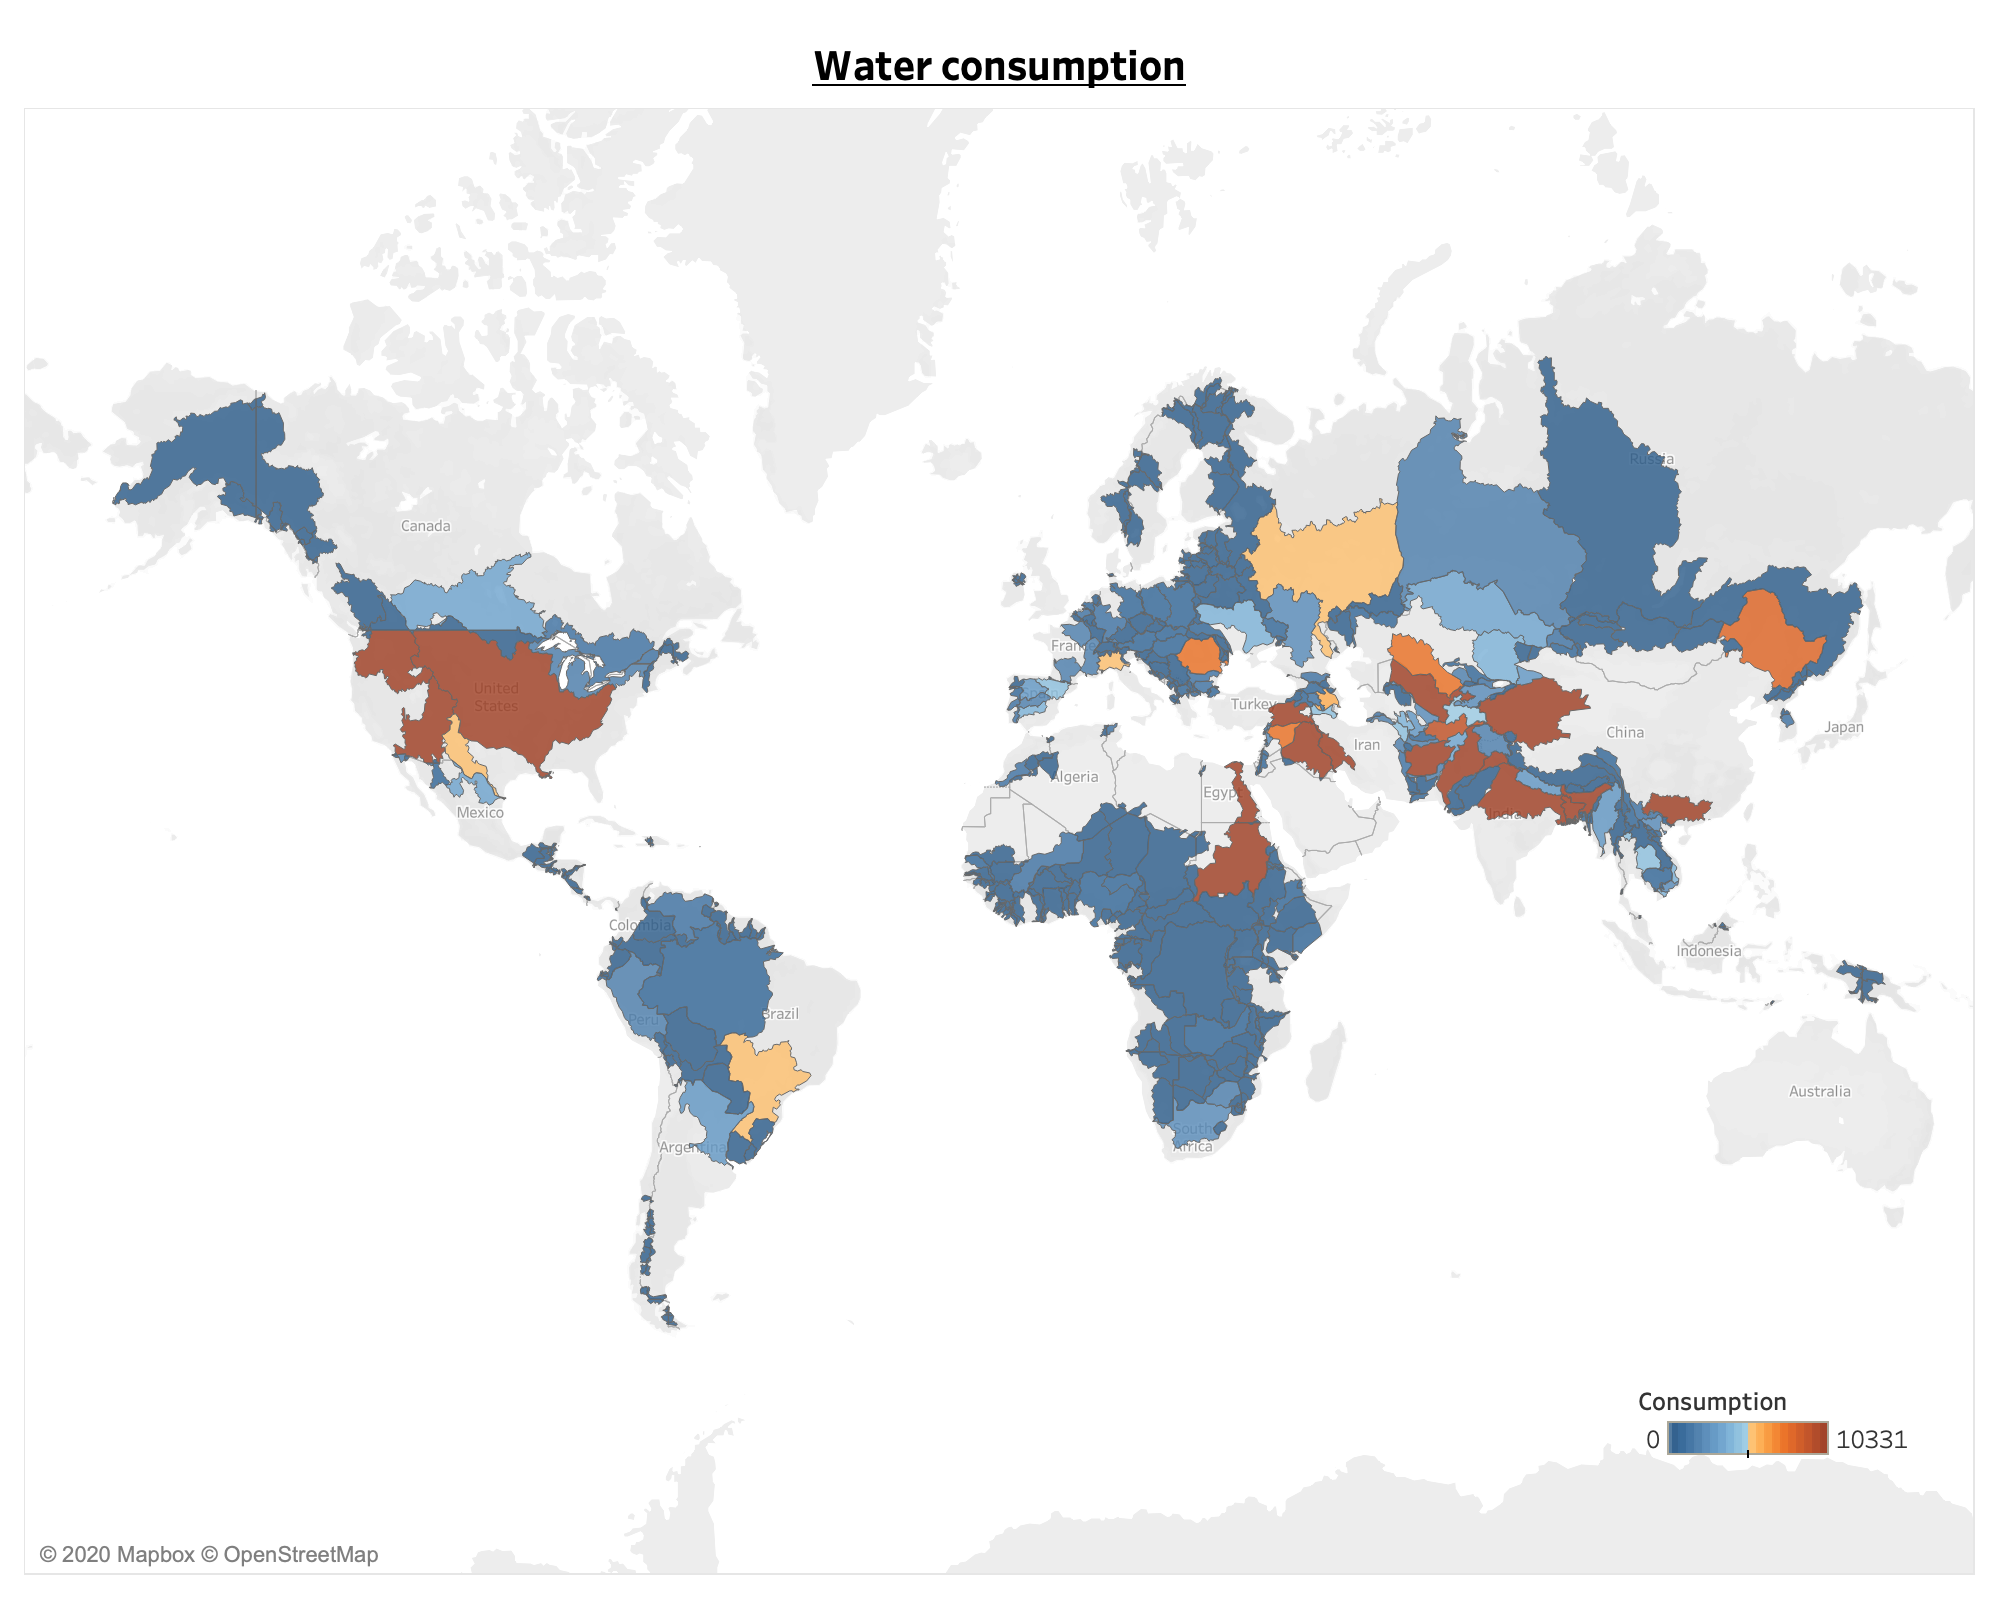 Water consumption
Russia
Canada
France
United
States
Turkey
Japan
China
Iran
Algeria
Egypt
Mexico
India
Colombia
Indonesia
Brazil
Peru
Australia
South
Africa
Argentina
Consumption
0 10331
© 2020 Mapbox © OpenStreetMap